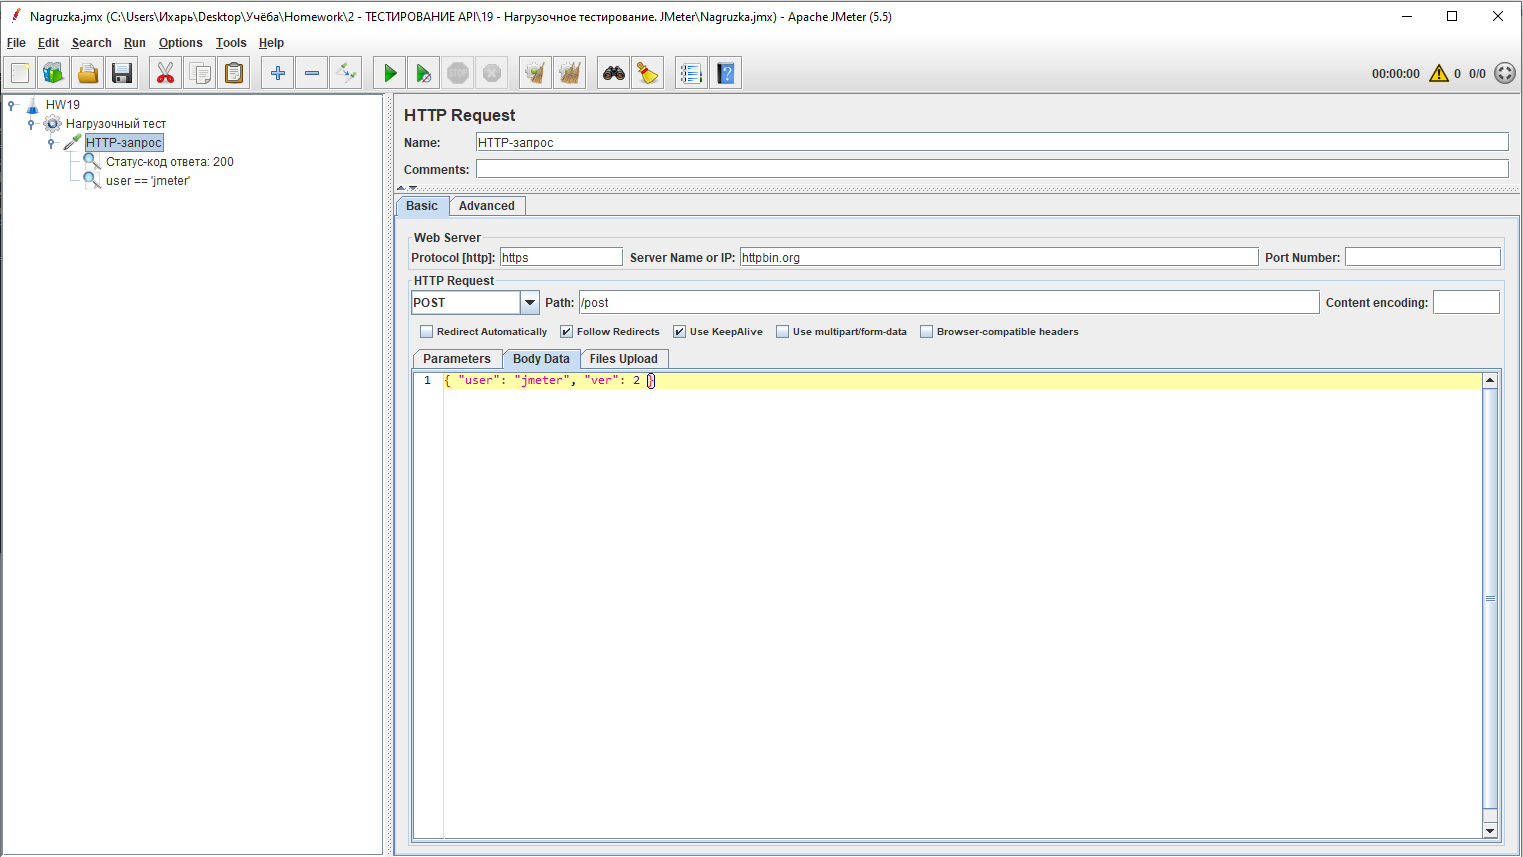 Nagruzka.jmx (C:\Users\Ихарь\Desktop\Учёба\Homework\2 - ТЕСТИРОВАНИЕ API\19 - Нагрузочное тестирование. JMeter\Nagruzka.jmx) - Apache JMeter (5.5)
File Edit Search Run Options Tools Help
STOP
00:00:00 0 0/0
HW19
Нагрузочный тест
HTTP-запрос
Статус-код ответа: 200
user == 'jmeter'
HTTP Request
Name: HTTP-запрос
Comments:
Basic Advanced
Web Server
Protocol [http]: https Server Name or IP: httpbin.org Port Number:
HTTP Request
POST Path: /post Content encoding:
Redirect Automatically Follow Redirects Use KeepAlive Use multipart/form-data Browser-compatible headers
Parameters Body Data Files Upload
1 { "user": "jmeter", "ver": 2 }